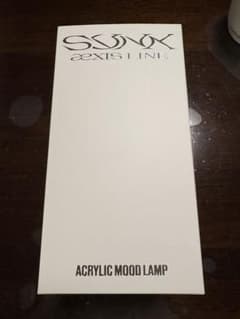 SYNK
aeXIS LINE
ACRYLIC MOOD LAMP